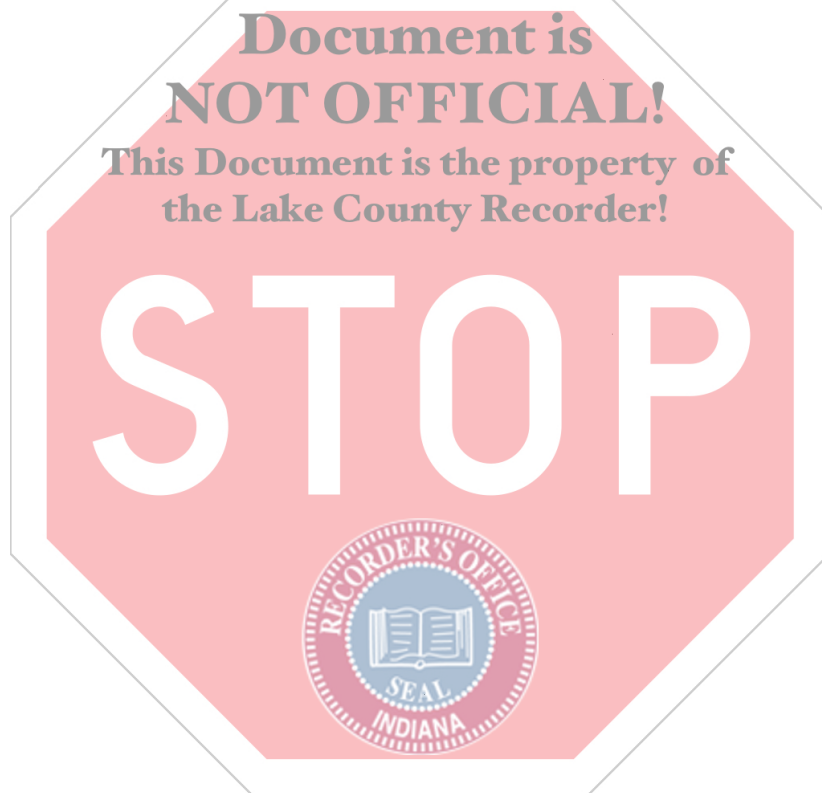 Document is
NOT OFFICIAL!
This Document is the property of
the Lake County Recorder!
STOP
RECORDER'S OFFICE
SEAL
INDIANA